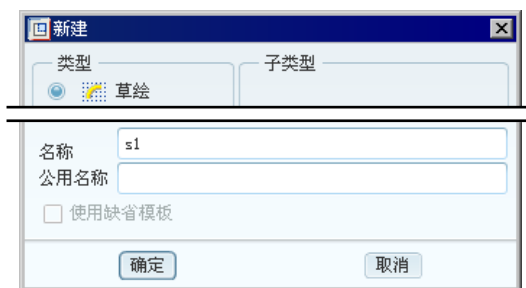 新建
类型 子类型
草绘
名称 s1
公用名称
使用缺省模板
确定 取消